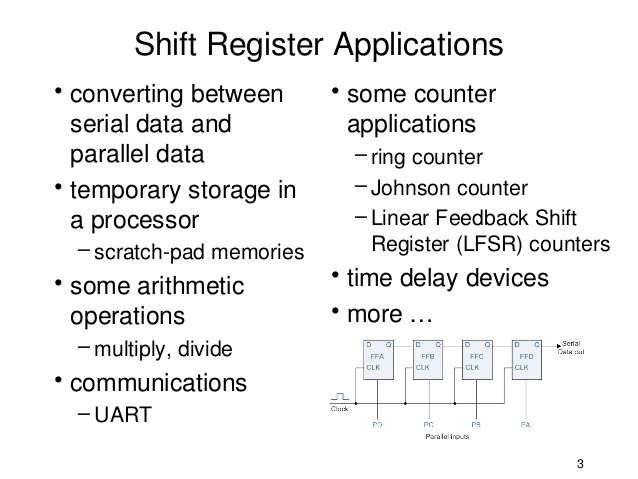 Shift Register Applications
• converting between
serial data and
parallel data
• temporary storage in
a processor
– scratch-pad memories
• some arithmetic
operations
– multiply, divide
• communications
– UART
• some counter
applications
– ring counter
– Johnson counter
– Linear Feedback Shift
Register (LFSR) counters
• time delay devices
• more …
D Q D Q D Q D Q
Serial
Data out
FFA FFB FFC FFD
CLK CLK CLK CLK
Clock
PD PC PB PA
Parallel inputs
3